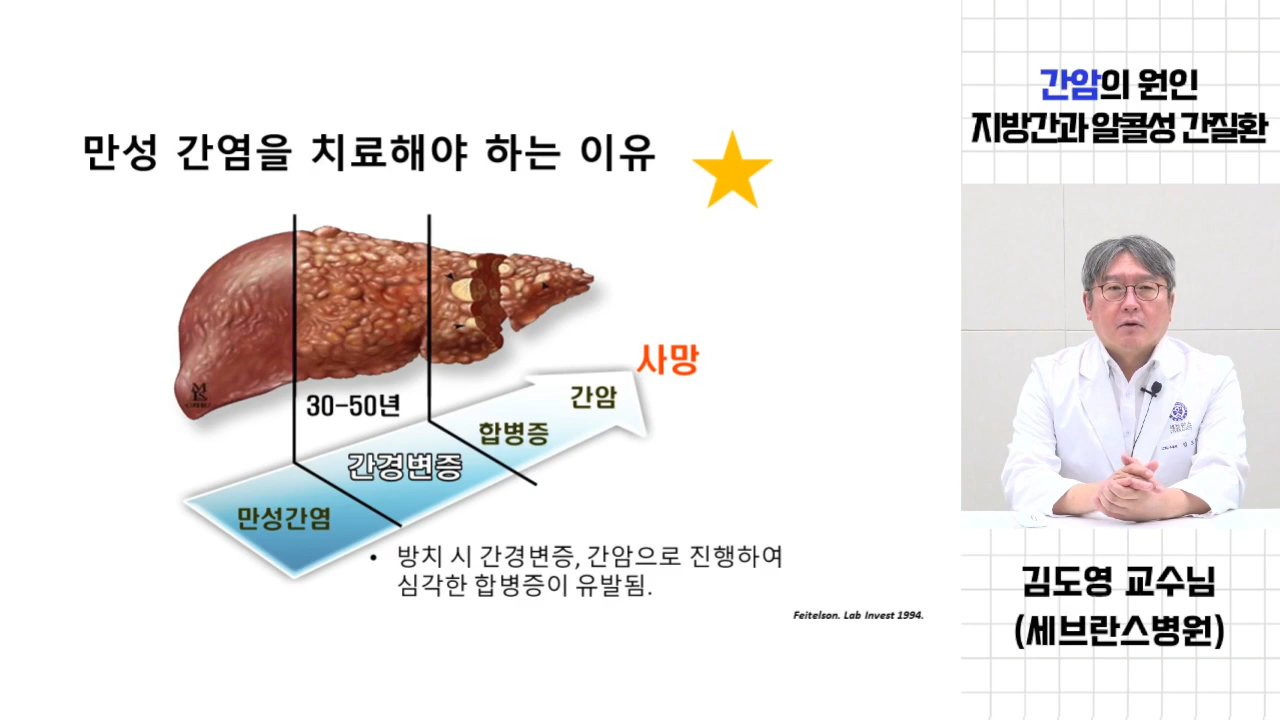 만성 간염을 치료해야 하는 이유
30-50년
사망
간암
합병증
간경변증
만성간염
• 방치 시 간경변증, 간암으로 진행하여
심각한 합병증이 유발됨.
Feitelson. Lab Invest 1994.
간암의 원인
지방간과 알콜성 간질환
김도영 교수님
(세브란스병원)